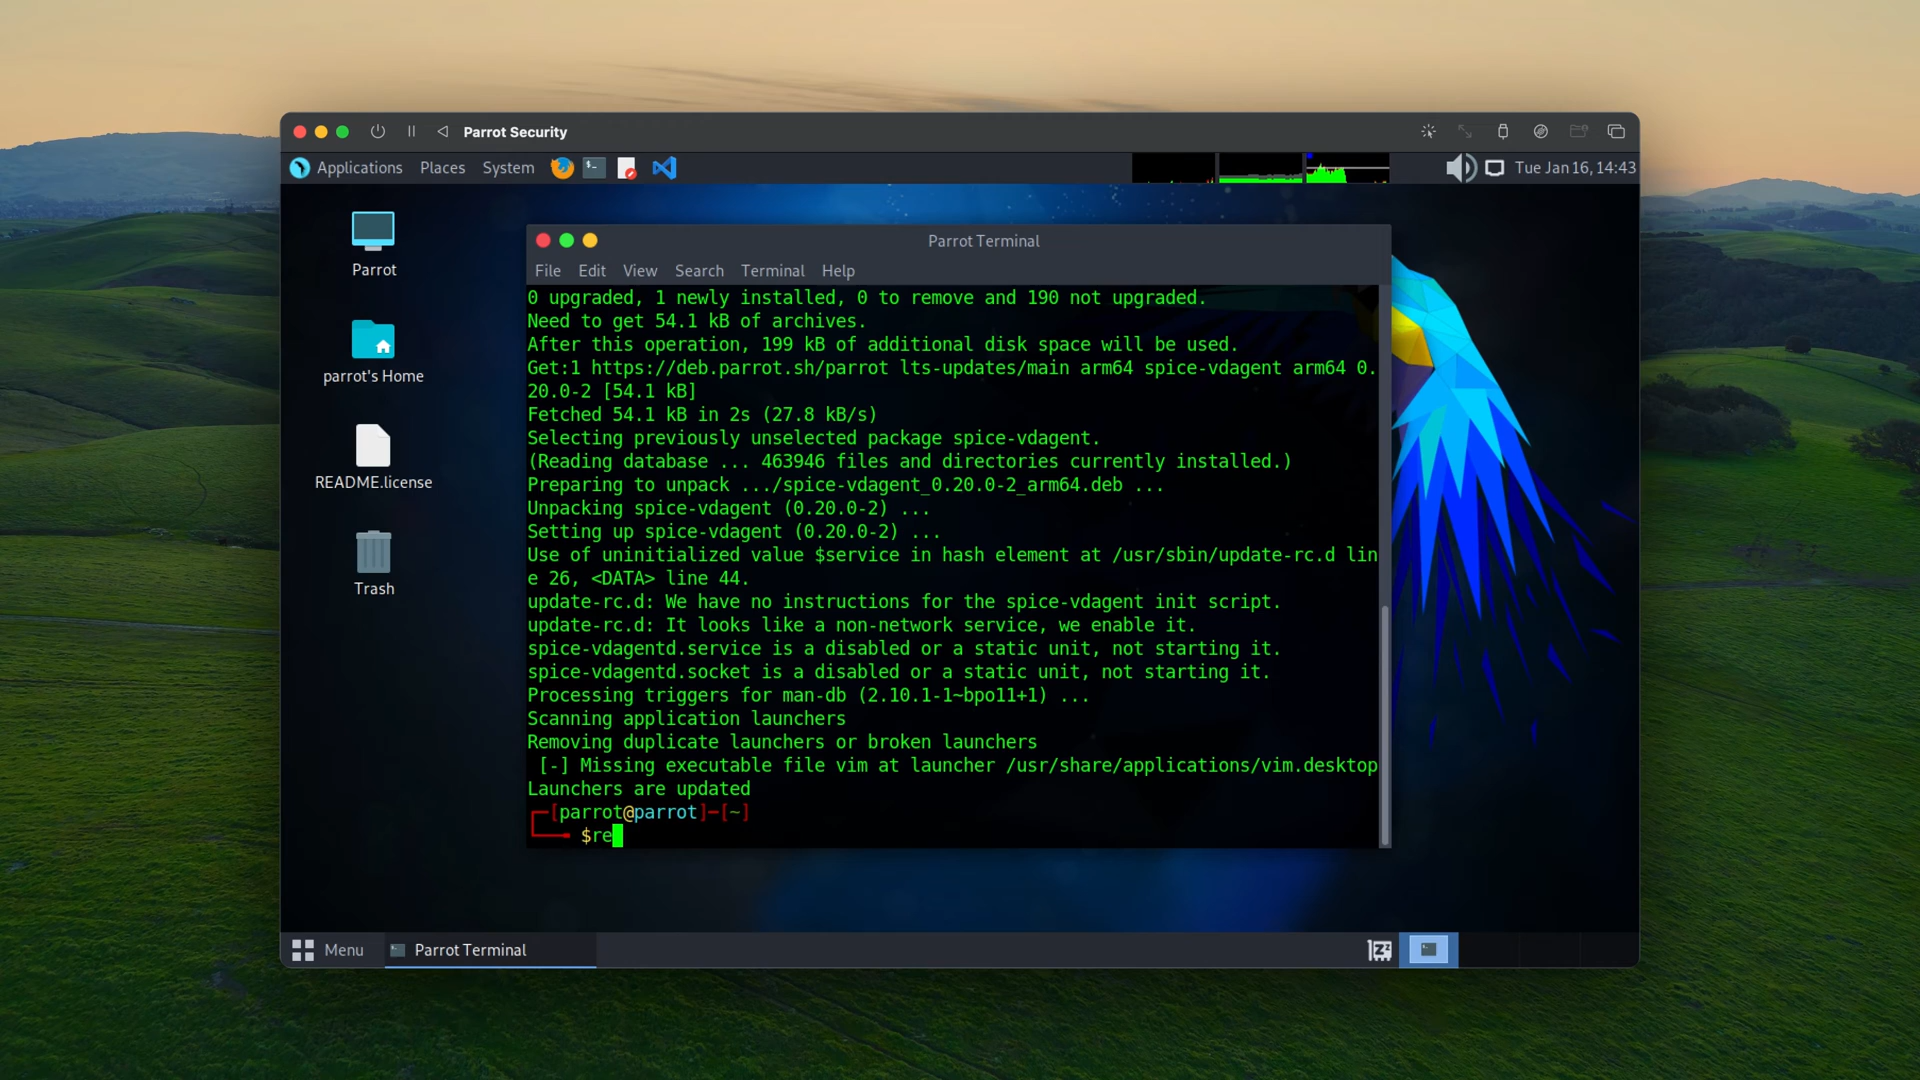 Parrot Security
Applications Places System
Tue Jan 16, 14:43
Parrot
parrot's Home
README.license
Trash
Parrot Terminal
File Edit View Search Terminal Help
0 upgraded, 1 newly installed, 0 to remove and 190 not upgraded.
Need to get 54.1 kB of archives.
After this operation, 199 kB of additional disk space will be used.
Get:1 https://deb.parrot.sh/parrot lts-updates/main arm64 spice-vdagent arm64 0.
20.0-2 [54.1 kB]
Fetched 54.1 kB in 2s (27.8 kB/s)
Selecting previously unselected package spice-vdagent.
(Reading database ... 463946 files and directories currently installed.)
Preparing to unpack .../spice-vdagent_0.20.0-2_arm64.deb ...
Unpacking spice-vdagent (0.20.0-2) ...
Setting up spice-vdagent (0.20.0-2) ...
Use of uninitialized value $service in hash element at /usr/sbin/update-rc.d lin
e 26, <DATA> line 44.
update-rc.d: We have no instructions for the spice-vdagent init script.
update-rc.d: It looks like a non-network service, we enable it.
spice-vdagentd.service is a disabled or a static unit, not starting it.
spice-vdagentd.socket is a disabled or a static unit, not starting it.
Processing triggers for man-db (2.10.1-1~bpo11+1) ...
Scanning application launchers
Removing duplicate launchers or broken launchers
[-] Missing executable file vim at launcher /usr/share/applications/vim.desktop
Launchers are updated
┌─[parrot@parrot]─[~]
└──╼ $re
Menu
Parrot Terminal